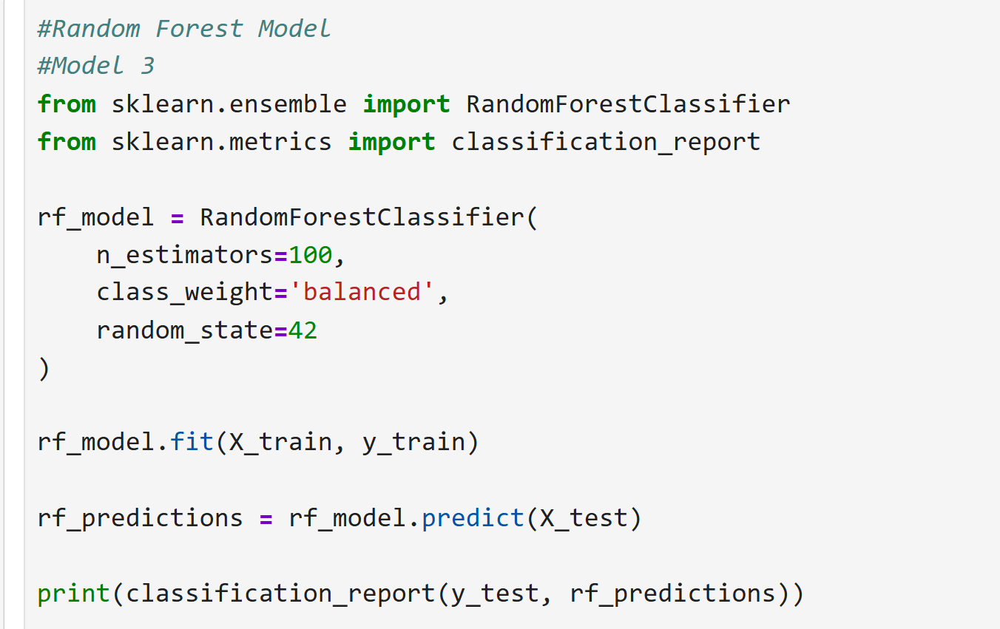 #Random Forest Model
#Model 3
from sklearn.ensemble import RandomForestClassifier
from sklearn.metrics import classification_report

rf_model = RandomForestClassifier(
    n_estimators=100,
    class_weight='balanced',
    random_state=42
)

rf_model.fit(X_train, y_train)

rf_predictions = rf_model.predict(X_test)

print(classification_report(y_test, rf_predictions))